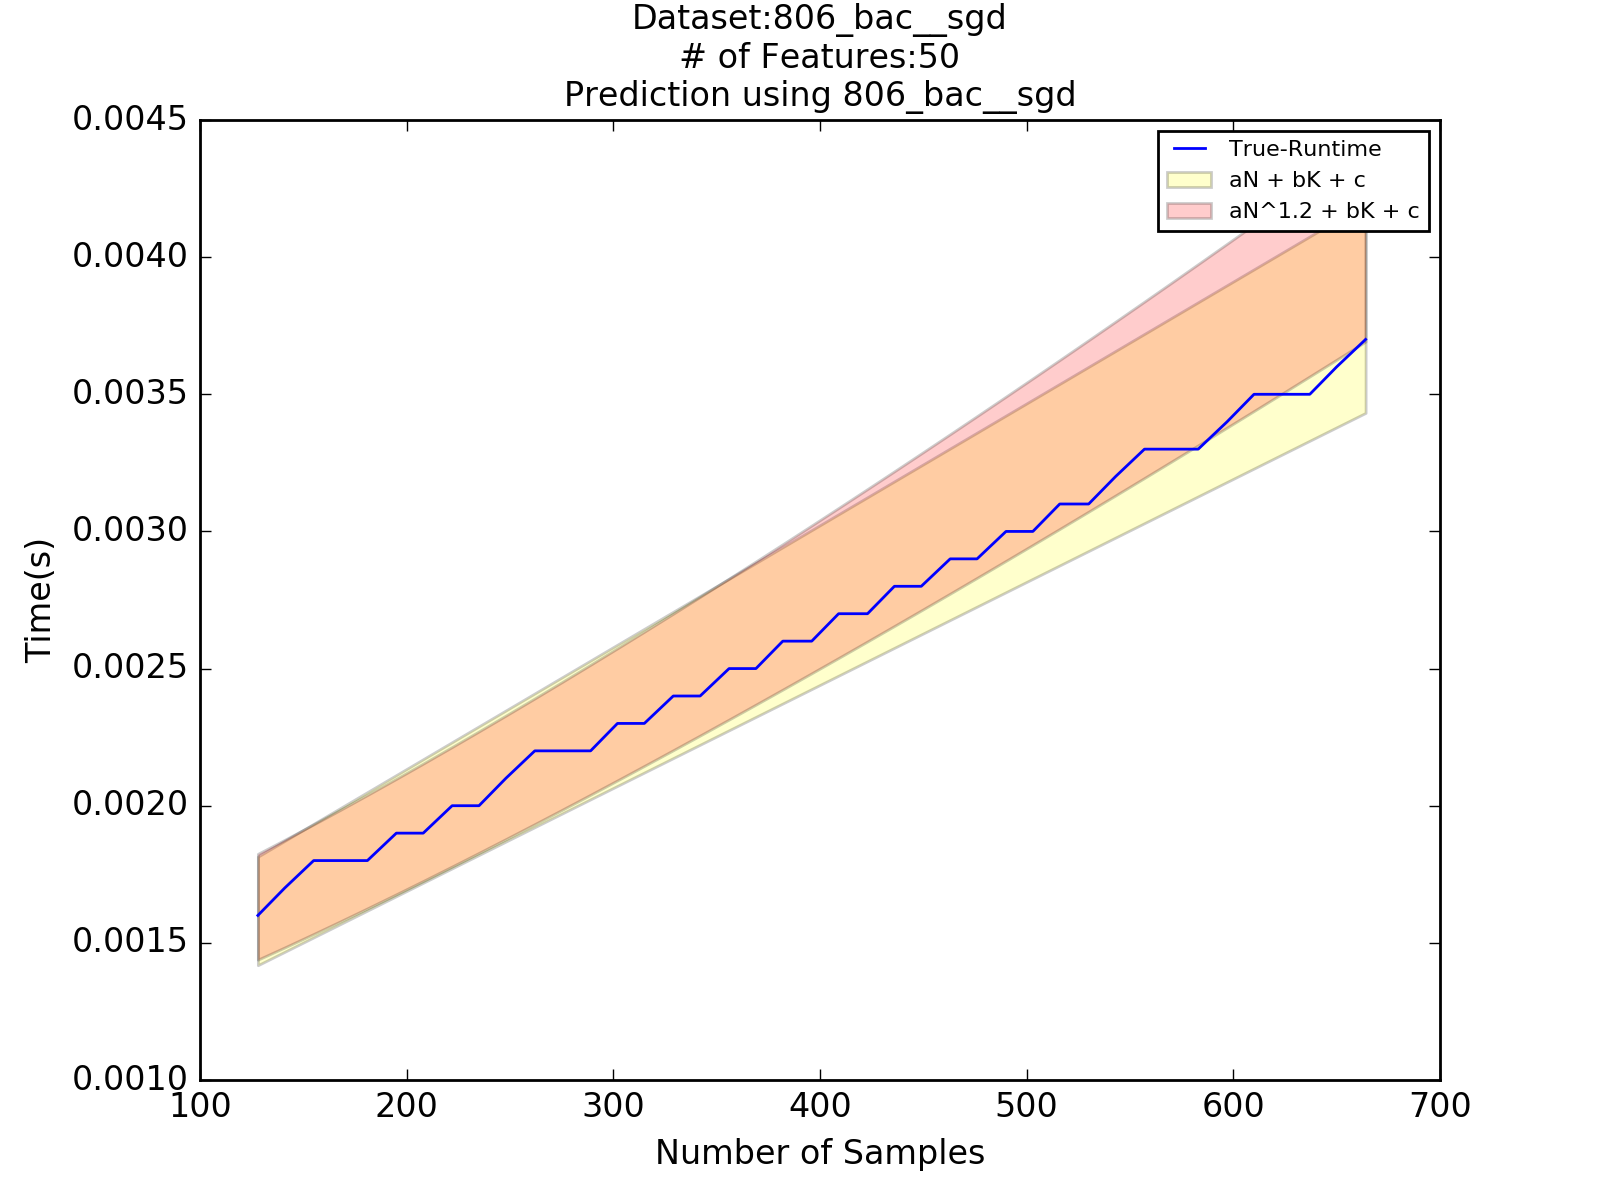 Dataset:806_bac__sgd
# of Features:50
Prediction using 806_bac__sgd
0.0045
0.0040
0.0035
0.0030
0.0025
0.0020
0.0015
0.0010
Time(s)
True-Runtime
aN + bK + c
aN^1.2 + bK + c
100 200 300 400 500 600 700
Number of Samples